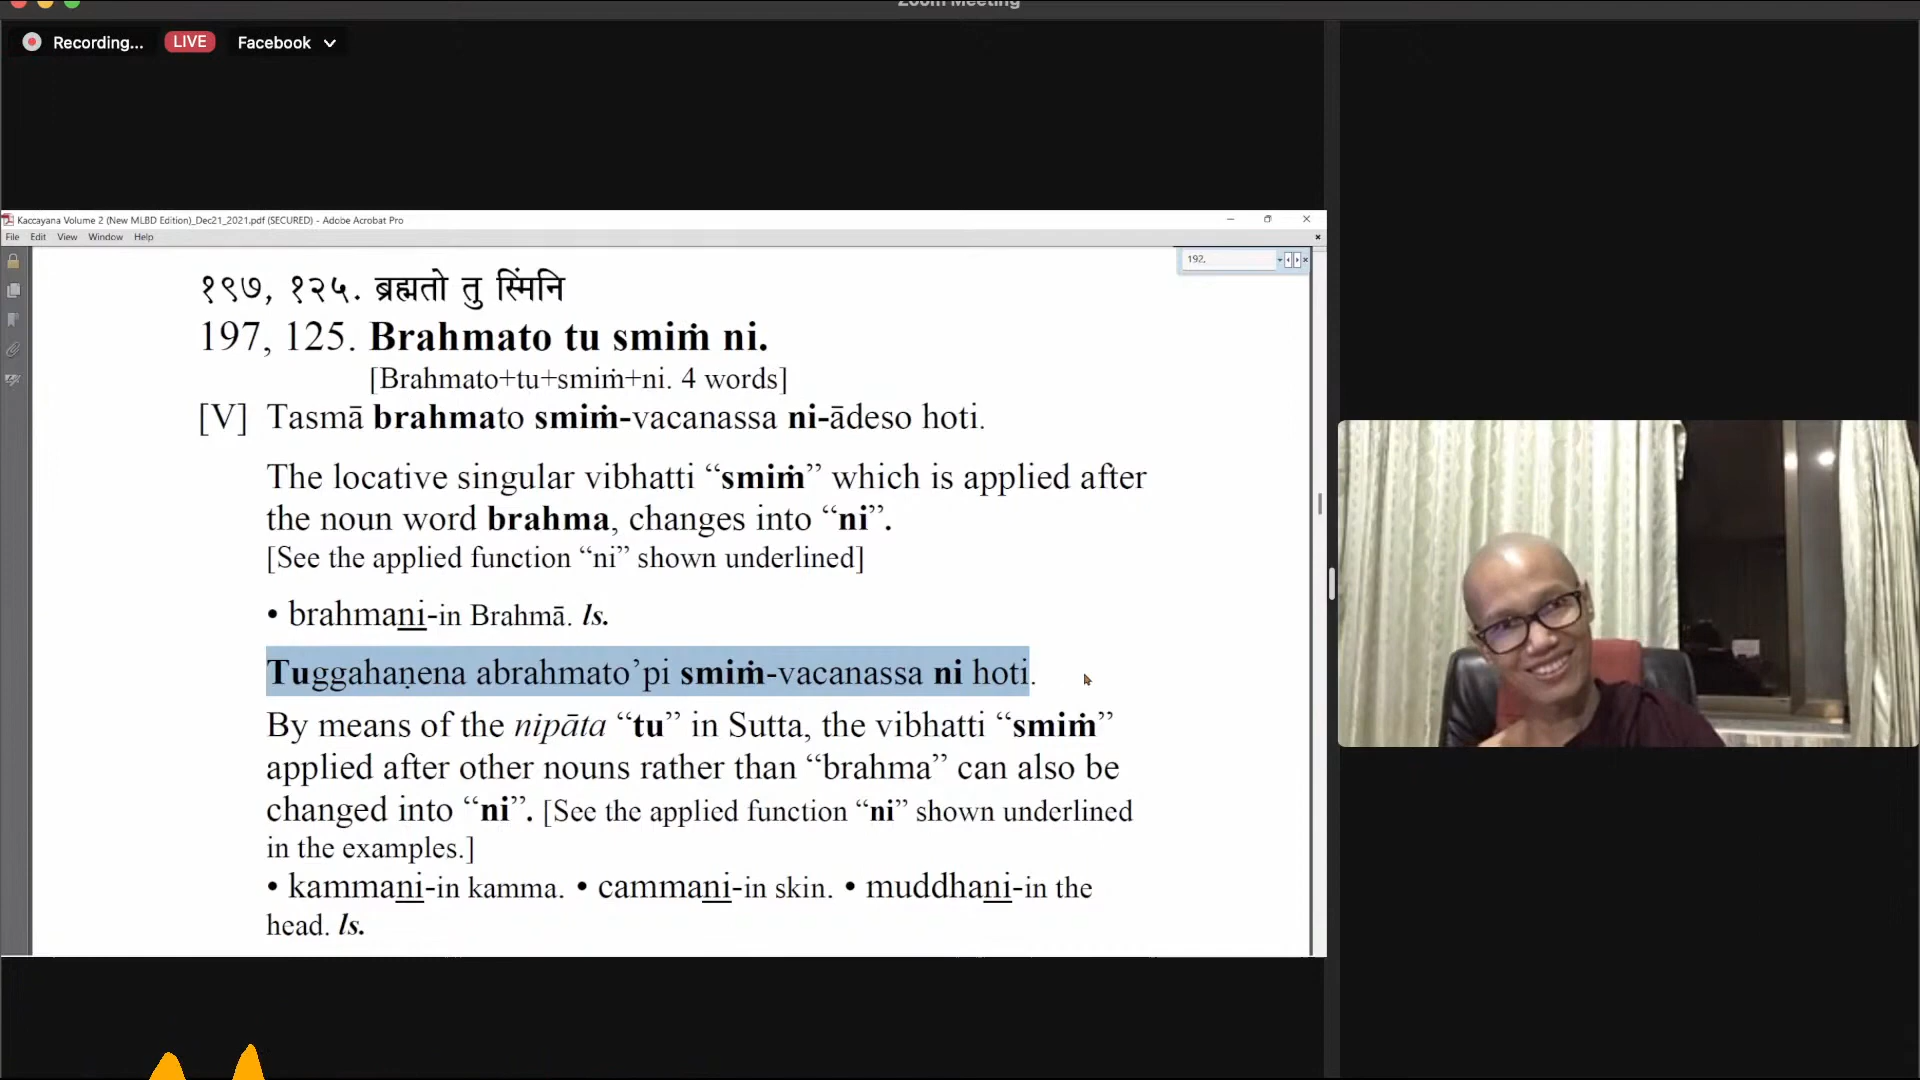 Zoom Meeting
Recording... LIVE Facebook
Kaccayana Volume 2 (New MLBD Edition)_Dec21_2021.pdf (SECURED) - Adobe Acrobat Pro
File Edit View Window Help
192,
१९७, १२५. ब्रह्मतो तु स्मिंनि
197, 125. Brahmato tu smiṁ ni.
[Brahmato+tu+smiṁ+ni. 4 words]
[V] Tasmā brahmato smiṁ-vacanassa ni-ādeso hoti.
The locative singular vibhatti “smiṁ” which is applied after
the noun word brahma, changes into “ni”.
[See the applied function “ni” shown underlined]
• brahmani-in Brahmā. ls.
Tuggahaṇena abrahmato’pi smiṁ-vacanassa ni hoti.
By means of the nipāta “tu” in Sutta, the vibhatti “smiṁ”
applied after other nouns rather than “brahma” can also be
changed into “ni”. [See the applied function “ni” shown underlined
in the examples.]
• kammani-in kamma. • cammani-in skin. • muddhani-in the
head. ls.